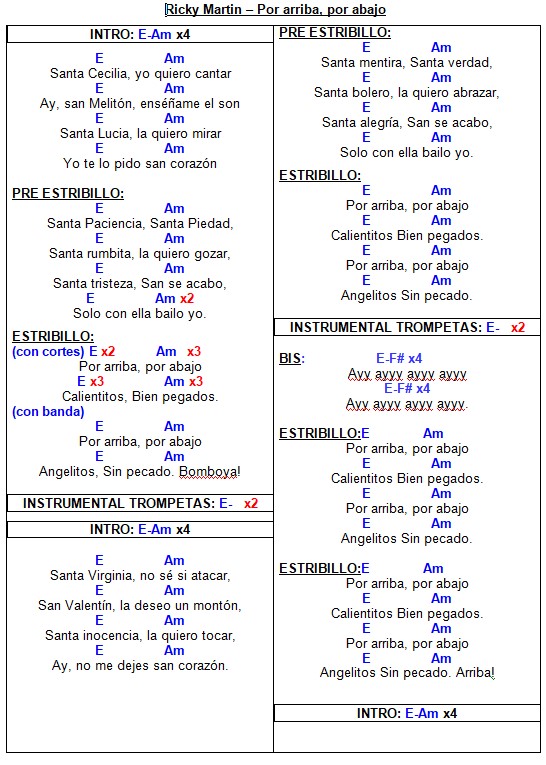 Ricky Martin – Por arriba, por abajo
INTRO: E-Am x4
E Am
Santa Cecilia, yo quiero cantar
E Am
Ay, san Melitón, enséñame el son
E Am
Santa Lucia, la quiero mirar
E Am
Yo te lo pido san corazón
PRE ESTRIBILLO:
E Am
Santa Paciencia, Santa Piedad,
E Am
Santa rumbita, la quiero gozar,
E Am
Santa tristeza, San se acabo,
E Am x2
Solo con ella bailo yo.
ESTRIBILLO:
(con cortes) E x2 Am x3
Por arriba, por abajo
E x3 Am x3
Calientitos, Bien pegados.
(con banda)
E Am
Por arriba, por abajo
E Am
Angelitos, Sin pecado. Bomboya!
INSTRUMENTAL TROMPETAS: E- x2
INTRO: E-Am x4
E Am
Santa Virginia, no sé si atacar,
E Am
San Valentín, la deseo un montón,
E Am
Santa inocencia, la quiero tocar,
E Am
Ay, no me dejes san corazón.
PRE ESTRIBILLO:
E Am
Santa mentira, Santa verdad,
E Am
Santa bolero, la quiero abrazar,
E Am
Santa alegría, San se acabo,
E Am
Solo con ella bailo yo.
ESTRIBILLO:
E Am
Por arriba, por abajo
E Am
Calientitos Bien pegados.
E Am
Por arriba, por abajo
E Am
Angelitos Sin pecado.
INSTRUMENTAL TROMPETAS: E- x2
BIS: E-F# x4
Ayy ayyy ayyy ayyy
E-F# x4
Ayy ayyy ayyy ayyy.
ESTRIBILLO:E Am
Por arriba, por abajo
E Am
Calientitos Bien pegados.
E Am
Por arriba, por abajo
E Am
Angelitos Sin pecado.
ESTRIBILLO:E Am
Por arriba, por abajo
E Am
Calientitos Bien pegados.
E Am
Por arriba, por abajo
E Am
Angelitos Sin pecado. Arriba!
INTRO: E-Am x4